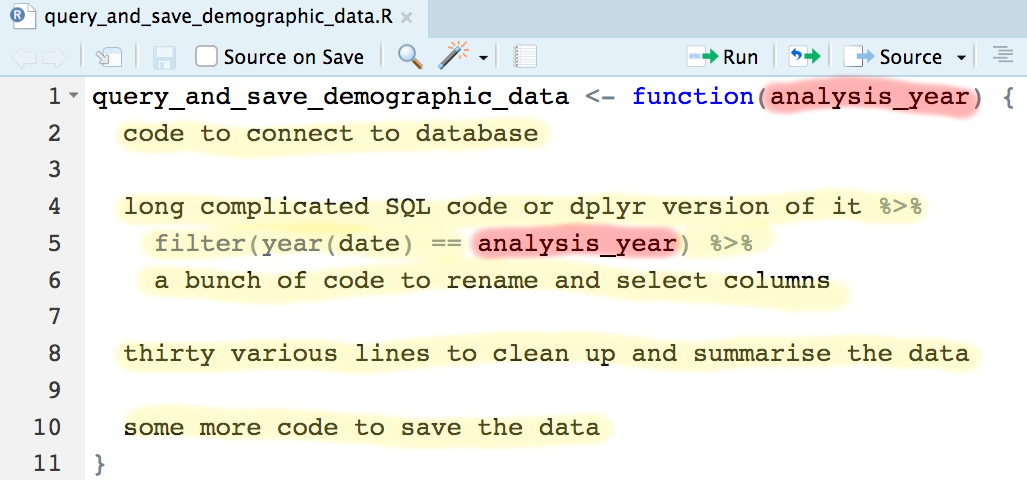 query_and_save_demographic_data.R
Source on Save
Run
Source
1 query_and_save_demographic_data <- function(analysis_year) {
2 code to connect to database
3
4 long complicated SQL code or dplyr version of it %>%
5 filter(year(date) == analysis_year) %>%
6 a bunch of code to rename and select columns
7
8 thirty various lines to clean up and summarise the data
9
10 some more code to save the data
11 }